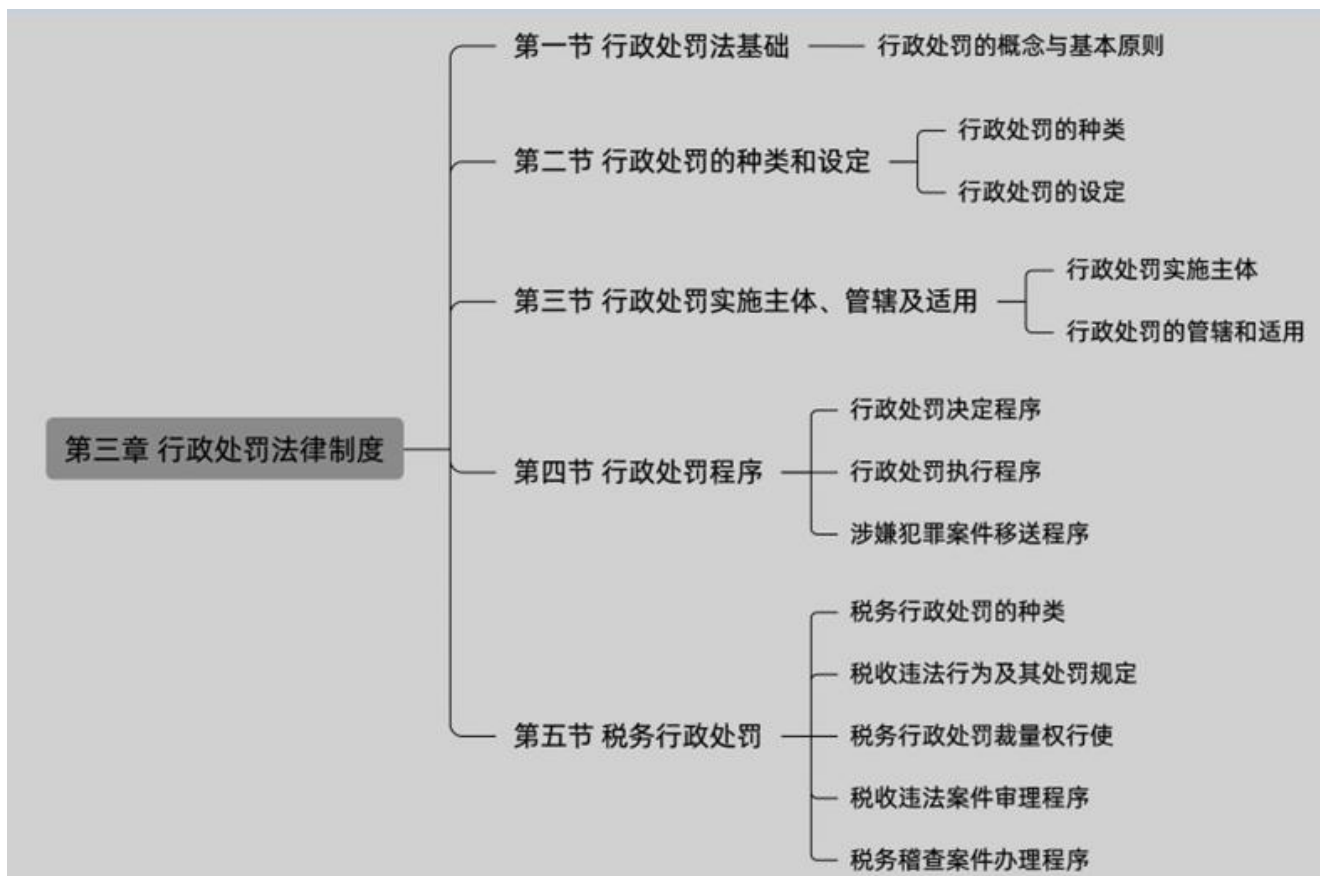 第三章 行政处罚法律制度
第一节 行政处罚法基础
行政处罚的概念与基本原则
第二节 行政处罚的种类和设定
行政处罚的种类
行政处罚的设定
第三节 行政处罚实施主体、管辖及适用
行政处罚实施主体
行政处罚的管辖和适用
第四节 行政处罚程序
行政处罚决定程序
行政处罚执行程序
涉嫌犯罪案件移送程序
第五节 税务行政处罚
税务行政处罚的种类
税收违法行为及其处罚规定
税务行政处罚裁量权行使
税收违法案件审理程序
税务稽查案件办理程序